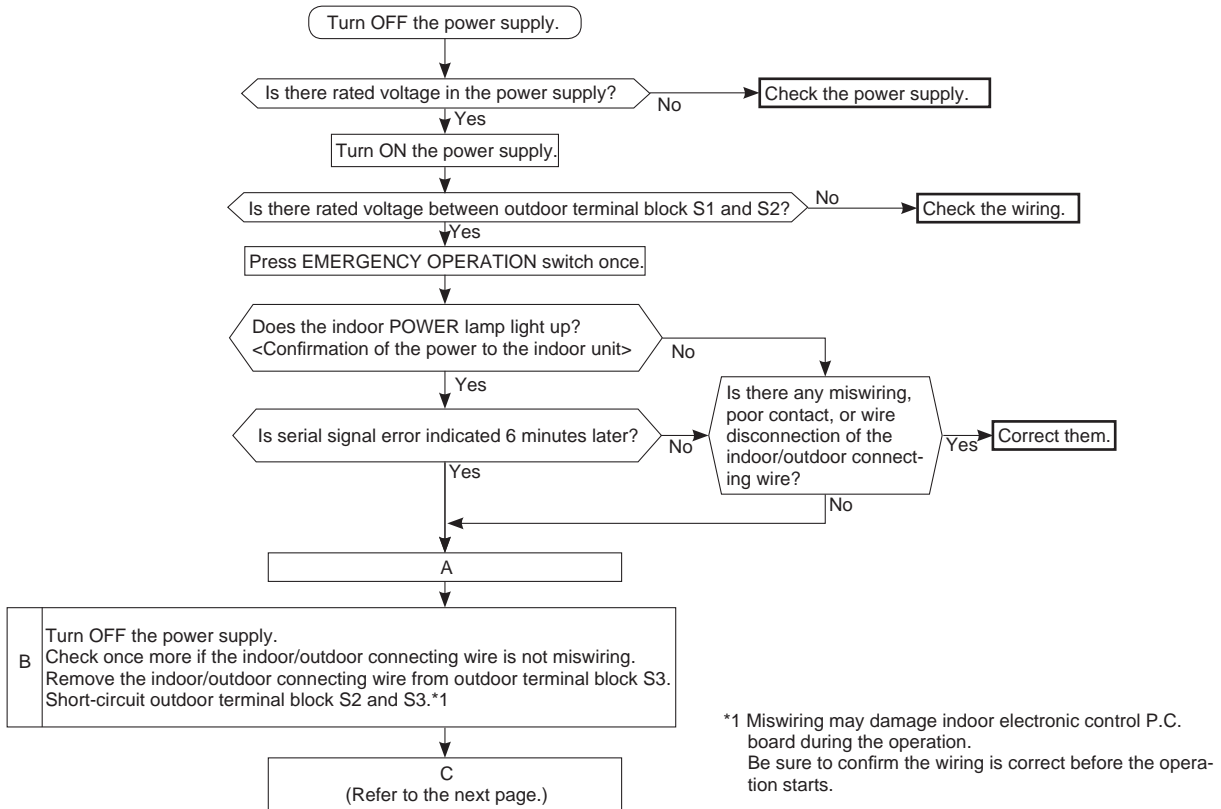 Turn OFF the power supply.
Is there rated voltage in the power supply?
No
Check the power supply.
Yes
Turn ON the power supply.
Is there rated voltage between outdoor terminal block S1 and S2?
No
Check the wiring.
Yes
Press EMERGENCY OPERATION switch once.
Does the indoor POWER lamp light up?
<Confirmation of the power to the indoor unit>
No
Yes
Is serial signal error indicated 6 minutes later?
No
Yes
Is there any miswiring,
poor contact, or wire
disconnection of the
indoor/outdoor connect-
ing wire?
Yes
Correct them.
No
A
B
Turn OFF the power supply.
Check once more if the indoor/outdoor connecting wire is not miswiring.
Remove the indoor/outdoor connecting wire from outdoor terminal block S3.
Short-circuit outdoor terminal block S2 and S3.*1
C
(Refer to the next page.)
*1 Miswiring may damage indoor electronic control P.C.
board during the operation.
Be sure to confirm the wiring is correct before the opera-
tion starts.